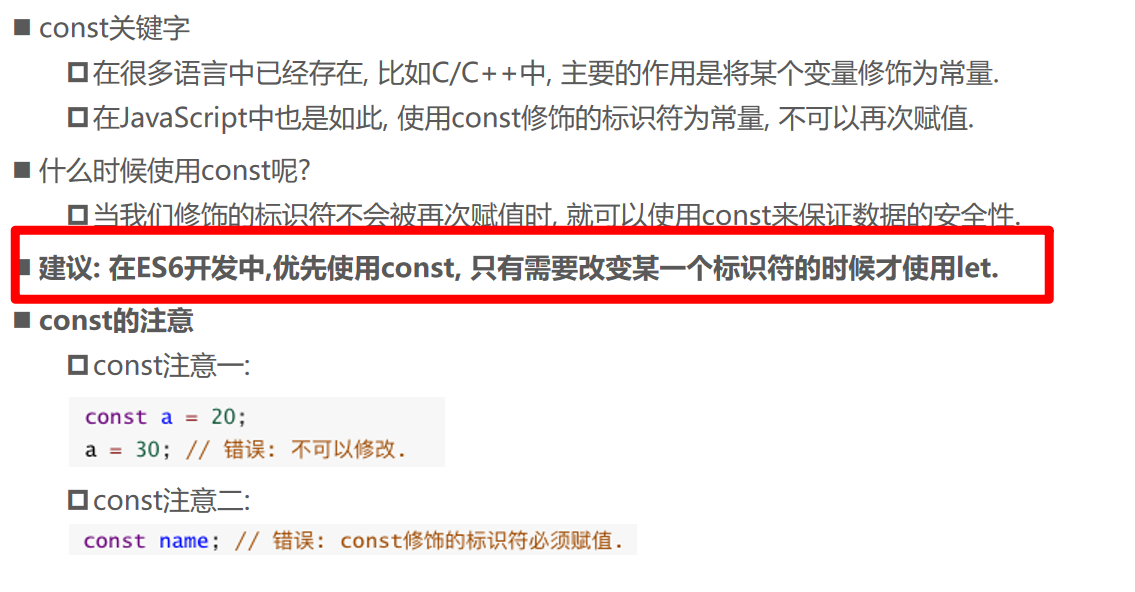 const关键字
在很多语言中已经存在, 比如C/C++中, 主要的作用是将某个变量修饰为常量.
在JavaScript中也是如此, 使用const修饰的标识符为常量, 不可以再次赋值.
什么时候使用const呢?
当我们修饰的标识符不会被再次赋值时, 就可以使用const来保证数据的安全性.
建议: 在ES6开发中,优先使用const, 只有需要改变某一个标识符的时候才使用let.
const的注意
const注意一:
const a = 20;
a = 30; // 错误: 不可以修改.
const注意二:
const name; // 错误: const修饰的标识符必须赋值.